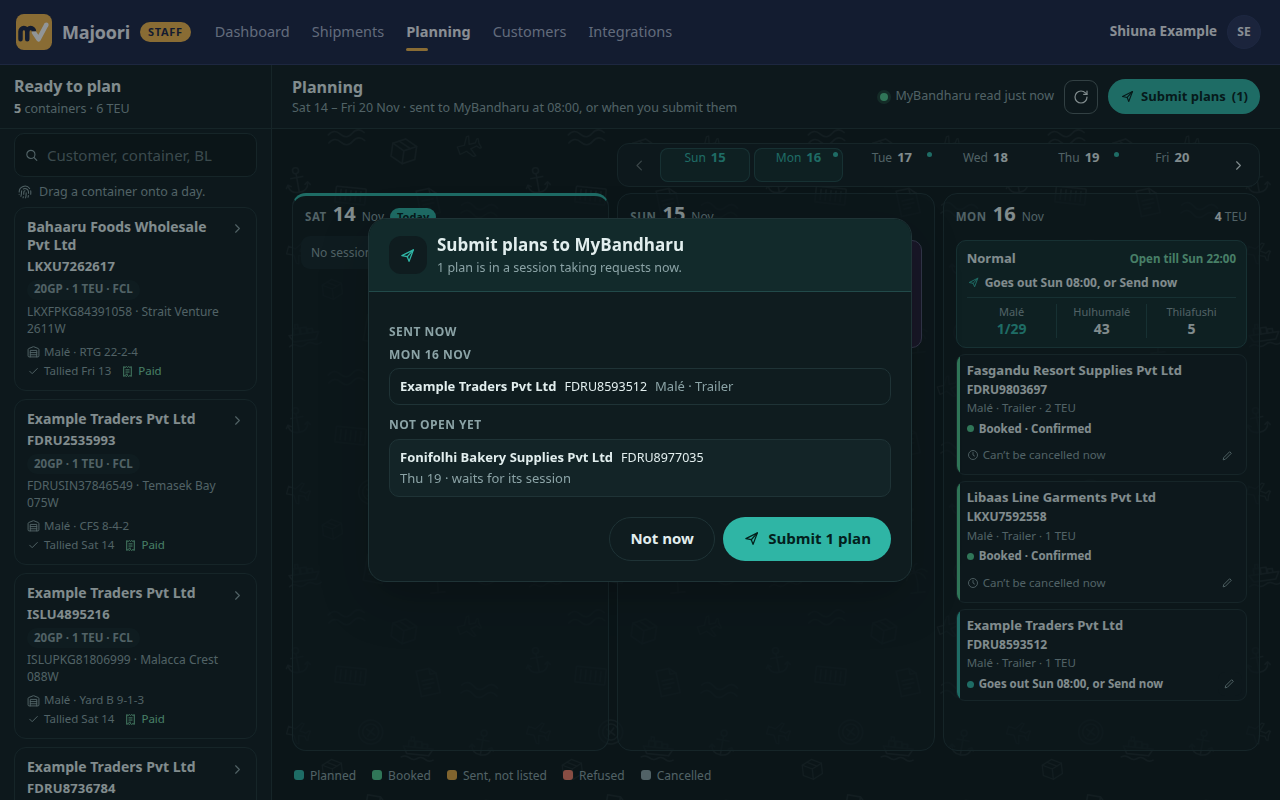 Majoori
STAFF
Dashboard
Shipments
Planning
Customers
Integrations
Shiuna Example
SE
Ready to plan
5 containers · 6 TEU
Customer, container, BL
Drag a container onto a day.
Bahaaru Foods Wholesale
Pvt Ltd
LKXU7262617
20GP · 1 TEU · FCL
LKXFPKG84391058 · Strait Venture
2611W
Malé · RTG 22-2-4
Tallied Fri 13
Paid
Example Traders Pvt Ltd
FDRU2535993
20GP · 1 TEU · FCL
FDRUSIN37846549 · Temasek Bay
075W
Malé · CFS 8-4-2
Tallied Sat 14
Paid
Example Traders Pvt Ltd
ISLU4895216
20GP · 1 TEU · FCL
ISLUPKG81806999 · Malacca Crest
088W
Malé · Yard B 9-1-3
Tallied Sat 14
Paid
Example Traders Pvt Ltd
FDRU8736784
Planning
Sat 14 – Fri 20 Nov · sent to MyBandharu at 08:00, or when you submit them
MyBandharu read just now
Submit plans (1)
Sun 15
Mon 16
Tue 17
Wed 18
Thu 19
Fri 20
SAT 14 Nov
Today
No session
SUN 15 Nov
MON 16 Nov
4 TEU
Normal
Open till Sun 22:00
Goes out Sun 08:00, or Send now
Malé
Hulhumalé
Thilafushi
1/29
43
5
Fasgandu Resort Supplies Pvt Ltd
FDRU9803697
Malé · Trailer · 2 TEU
Booked · Confirmed
Can't be cancelled now
Libaas Line Garments Pvt Ltd
LKXU7592558
Malé · Trailer · 1 TEU
Booked · Confirmed
Can't be cancelled now
Example Traders Pvt Ltd
FDRU8593512
Malé · Trailer · 1 TEU
Goes out Sun 08:00, or Send now
Submit plans to MyBandharu
1 plan is in a session taking requests now.
SENT NOW
MON 16 NOV
Example Traders Pvt Ltd FDRU8593512 Malé · Trailer
NOT OPEN YET
Fonifolhi Bakery Supplies Pvt Ltd FDRU8977035
Thu 19 · waits for its session
Not now
Submit 1 plan
Planned
Booked
Sent, not listed
Refused
Cancelled